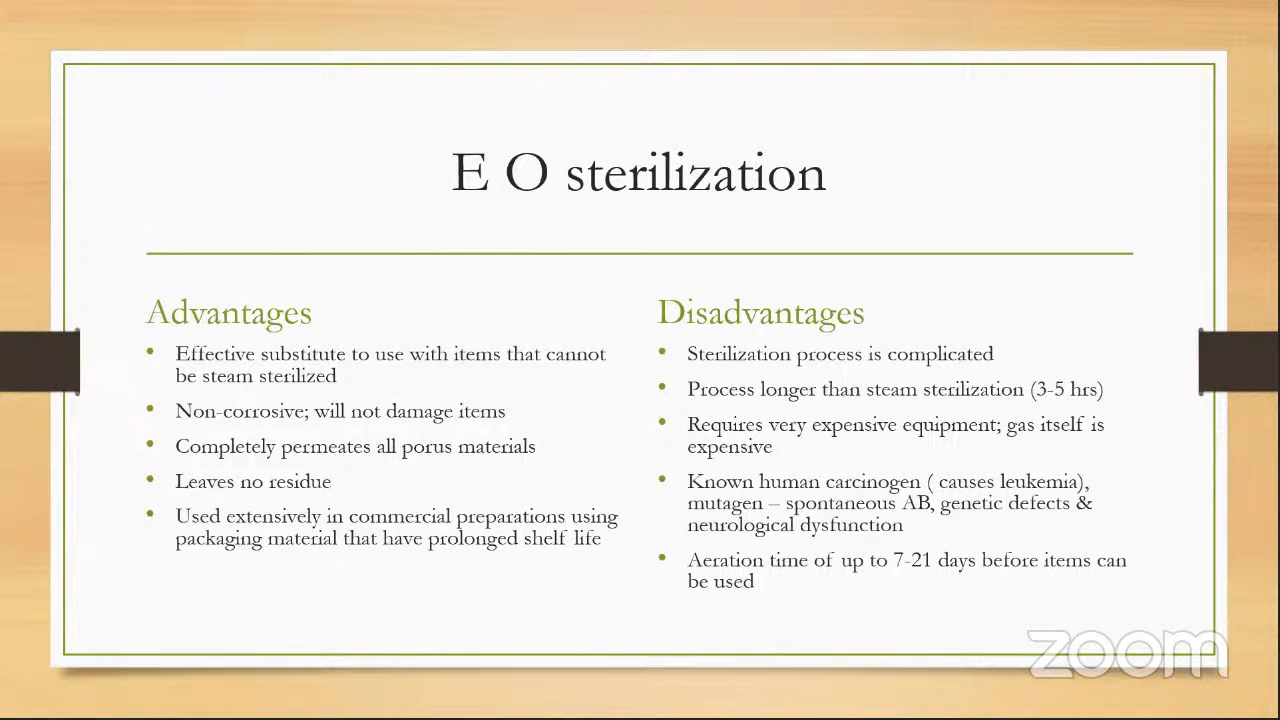 E O sterilization
Advantages
• Effective substitute to use with items that cannot
be steam sterilized
• Non-corrosive; will not damage items
• Completely permeates all porus materials
• Leaves no residue
• Used extensively in commercial preparations using
packaging material that have prolonged shelf life
Disadvantages
• Sterilization process is complicated
• Process longer than steam sterilization (3-5 hrs)
• Requires very expensive equipment; gas itself is
expensive
• Known human carcinogen ( causes leukemia),
mutagen – spontaneous AB, genetic defects &
neurological dysfunction
• Aeration time of up to 7-21 days before items can
be used
zoom